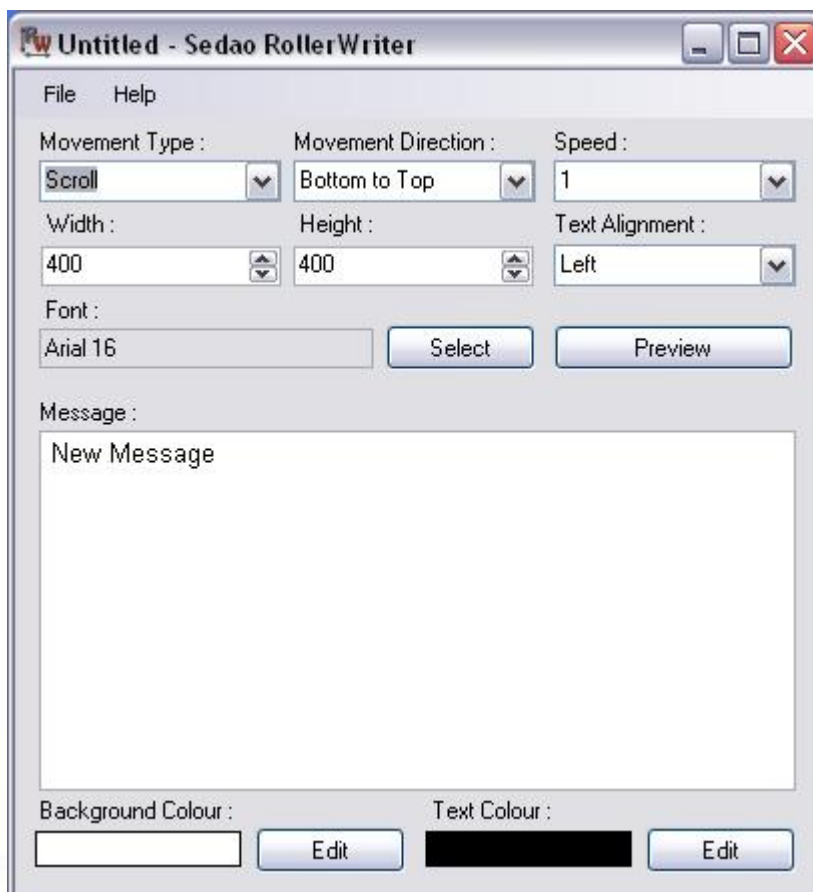 Untitled - Sedao RollerWriter
File Help
Movement Type : Movement Direction : Speed :
Scroll Bottom to Top 1
Width : Height : Text Alignment :
400 400 Left
Font :
Arial 16 Select Preview
Message :
New Message
Background Colour : Text Colour :
Edit Edit